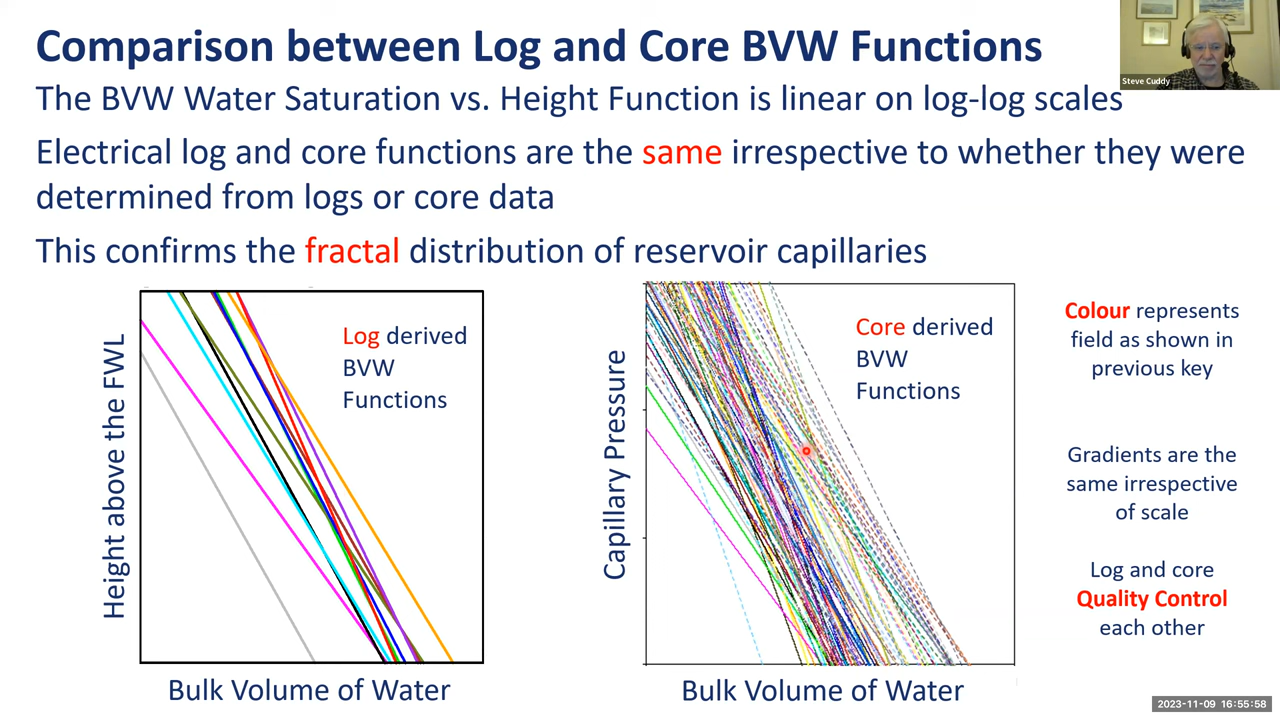 Comparison between Log and Core BVW Functions
Steve Cuddy
The BVW Water Saturation vs. Height Function is linear on log-log scales
Electrical log and core functions are the same irrespective to whether they were
determined from logs or core data
This confirms the fractal distribution of reservoir capillaries
Height above the FWL
Log derived
BVW
Functions
Bulk Volume of Water
Capillary Pressure
Core derived
BVW
Functions
Bulk Volume of Water
Colour represents
field as shown in
previous key
Gradients are the
same irrespective
of scale
Log and core
Quality Control
each other
2023-11-09 16:55:58